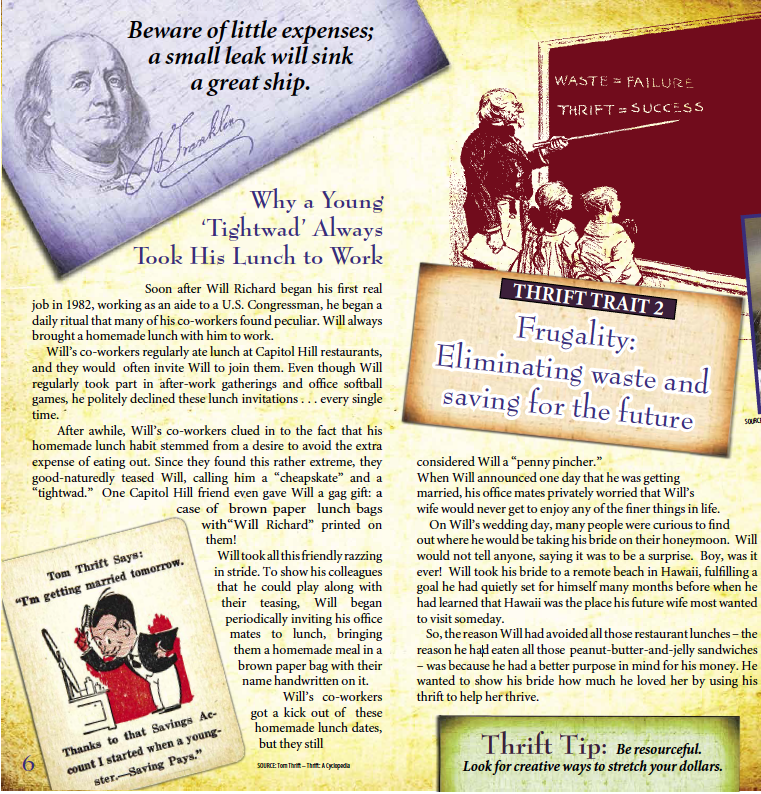 Beware of little expenses;
a small leak will sink
a great ship.
B. Franklin
Why a Young
‘Tightwad’ Always
Took His Lunch to Work
Soon after Will Richard began his first real
job in 1982, working as an aide to a U.S. Congressman, he began a
daily ritual that many of his co-workers found peculiar. Will always
brought a homemade lunch with him to work.
Will’s co-workers regularly ate lunch at Capitol Hill restaurants,
and they would often invite Will to join them. Even though Will
regularly took part in after-work gatherings and office softball
games, he politely declined these lunch invitations . . . every single
time.
After awhile, Will’s co-workers clued in to the fact that his
homemade lunch habit stemmed from a desire to avoid the extra
expense of eating out. Since they found this rather extreme, they
good-naturedly teased Will, calling him a “cheapskate” and a
“tightwad.” One Capitol Hill friend even gave Will a gag gift: a
case of brown paper lunch bags
with “Will Richard” printed on
them!
Will took all this friendly razzing
in stride. To show his colleagues
that he could play along with
their teasing, Will began
periodically inviting his office
mates to lunch, bringing
them a homemade meal in a
brown paper bag with their
name handwritten on it.
Will’s co-workers
got a kick out of these
homemade lunch dates,
but they still
Tom Thrift Says:
“I’m getting married tomorrow.
Thanks to that Savings Ac-
count I started when a young-
ster.—Saving Pays.”
SOURCE: Tom Thrift – Thrift: A Cyclopedia
6
WASTE = FAILURE
THRIFT = SUCCESS
THRIFT TRAIT 2
Frugality:
Eliminating waste and
saving for the future
SOURC
considered Will a “penny pincher.”
When Will announced one day that he was getting
married, his office mates privately worried that Will’s
wife would never get to enjoy any of the finer things in life.
On Will’s wedding day, many people were curious to find
out where he would be taking his bride on their honeymoon. Will
would not tell anyone, saying it was to be a surprise. Boy, was it
ever! Will took his bride to a remote beach in Hawaii, fulfilling a
goal he had quietly set for himself many months before when he
had learned that Hawaii was the place his future wife most wanted
to visit someday.
So, the reason Will had avoided all those restaurant lunches – the
reason he had eaten all those peanut-butter-and-jelly sandwiches
– was because he had a better purpose in mind for his money. He
wanted to show his bride how much he loved her by using his
thrift to help her thrive.
Thrift Tip: Be resourceful.
Look for creative ways to stretch your dollars.